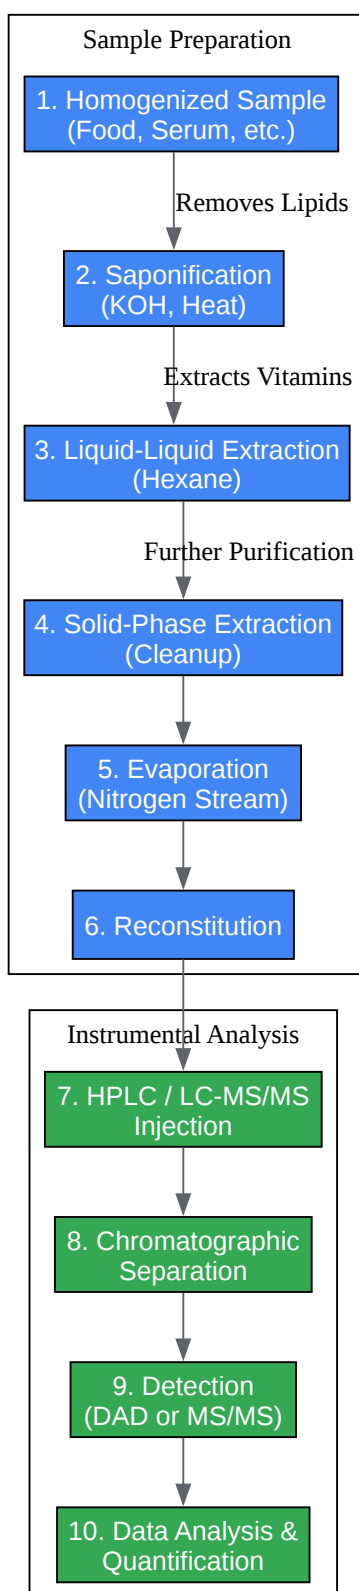 Sample Preparation
1. Homogenized Sample
(Food, Serum, etc.)
Removes Lipids
2. Saponification
(KOH, Heat)
Extracts Vitamins
3. Liquid-Liquid Extraction
(Hexane)
Further Purification
4. Solid-Phase Extraction
(Cleanup)
5. Evaporation
(Nitrogen Stream)
6. Reconstitution
Instrumental Analysis
7. HPLC / LC-MS/MS
Injection
8. Chromatographic
Separation
9. Detection
(DAD or MS/MS)
10. Data Analysis &
Quantification